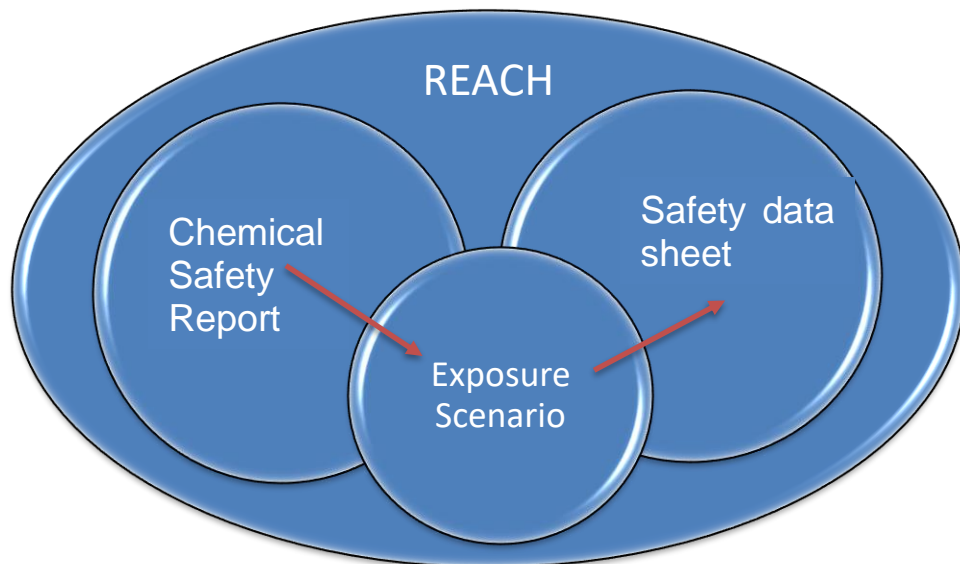 REACH
Chemical
Safety
Report
Safety data
sheet
Exposure
Scenario